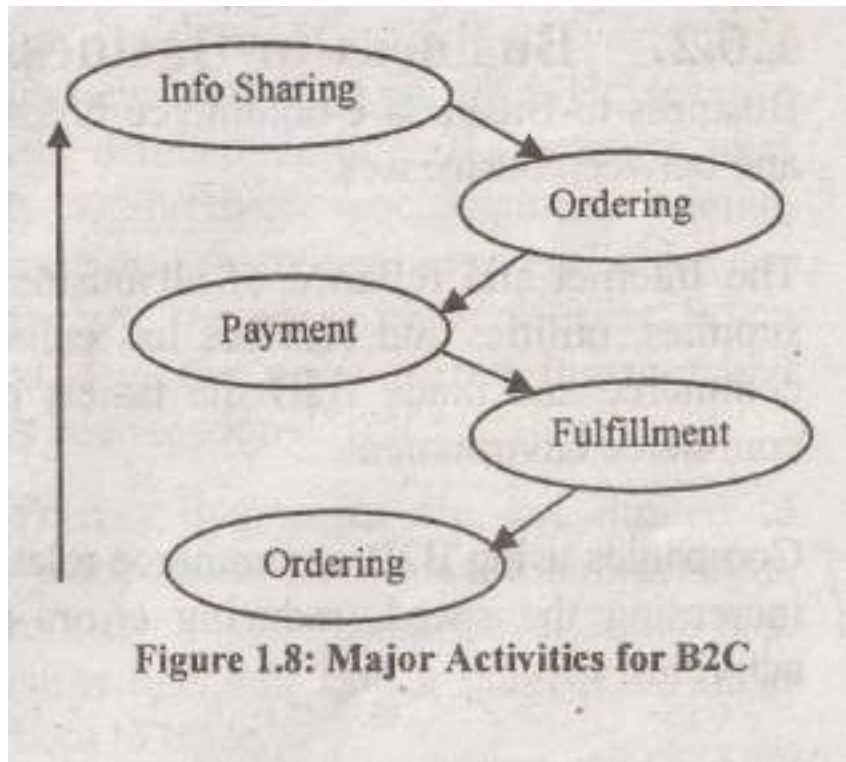 Info Sharing
Ordering
Payment
Fulfillment
Ordering
Figure 1.8: Major Activities for B2C